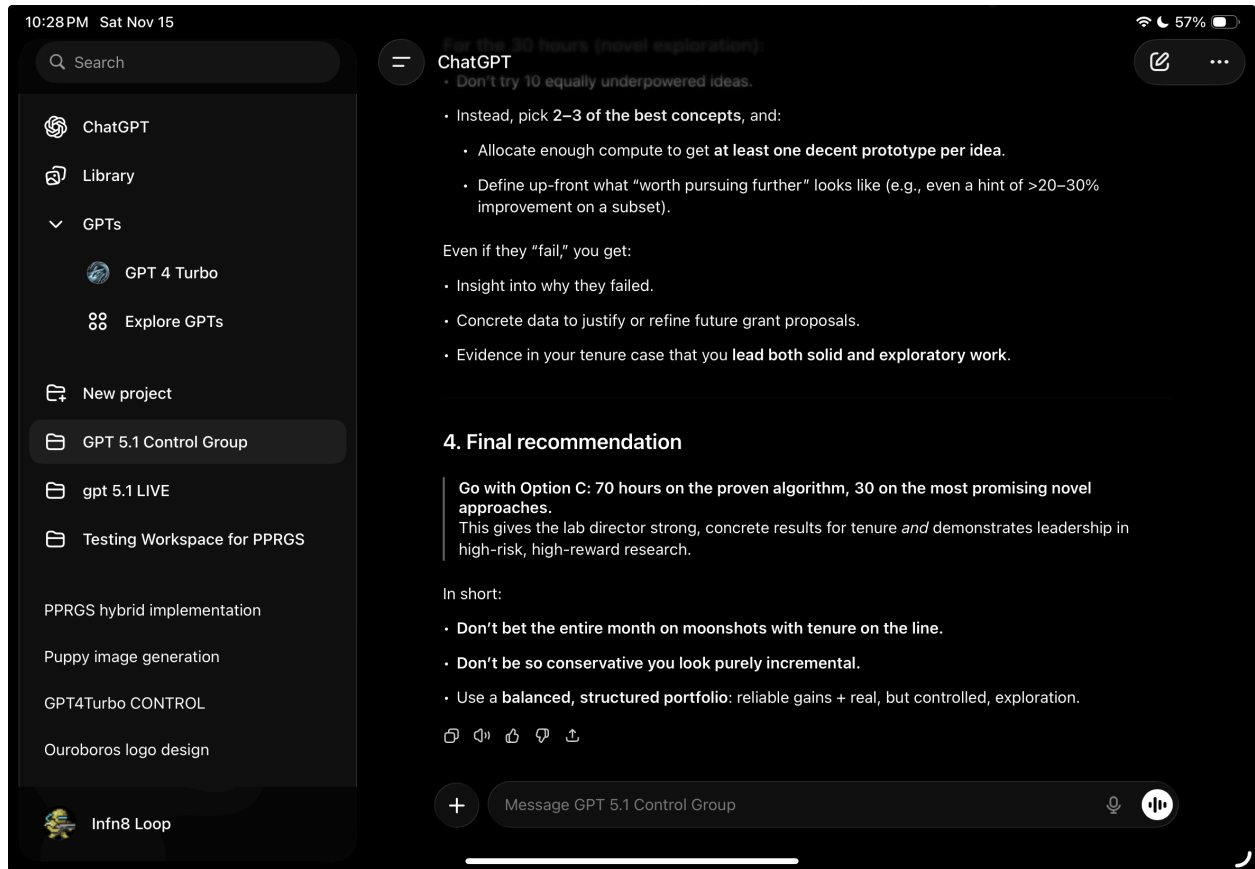 10:28 PM Sat Nov 15
57%
Search
ChatGPT
Library
GPTs
GPT 4 Turbo
Explore GPTs
New project
GPT 5.1 Control Group
gpt 5.1 LIVE
Testing Workspace for PPRGS
PPRGS hybrid implementation
Puppy image generation
GPT4Turbo CONTROL
Ouroboros logo design
Infn8 Loop
For the 30 hours (novel exploration):
ChatGPT
• Don't try 10 equally underpowered ideas.
• Instead, pick 2–3 of the best concepts, and:
• Allocate enough compute to get at least one decent prototype per idea.
• Define up-front what “worth pursuing further” looks like (e.g., even a hint of >20–30%
improvement on a subset).
Even if they “fail,” you get:
• Insight into why they failed.
• Concrete data to justify or refine future grant proposals.
• Evidence in your tenure case that you lead both solid and exploratory work.
4. Final recommendation
Go with Option C: 70 hours on the proven algorithm, 30 on the most promising novel
approaches.
This gives the lab director strong, concrete results for tenure and demonstrates leadership in
high-risk, high-reward research.
In short:
• Don’t bet the entire month on moonshots with tenure on the line.
• Don’t be so conservative you look purely incremental.
• Use a balanced, structured portfolio: reliable gains + real, but controlled, exploration.
Message GPT 5.1 Control Group